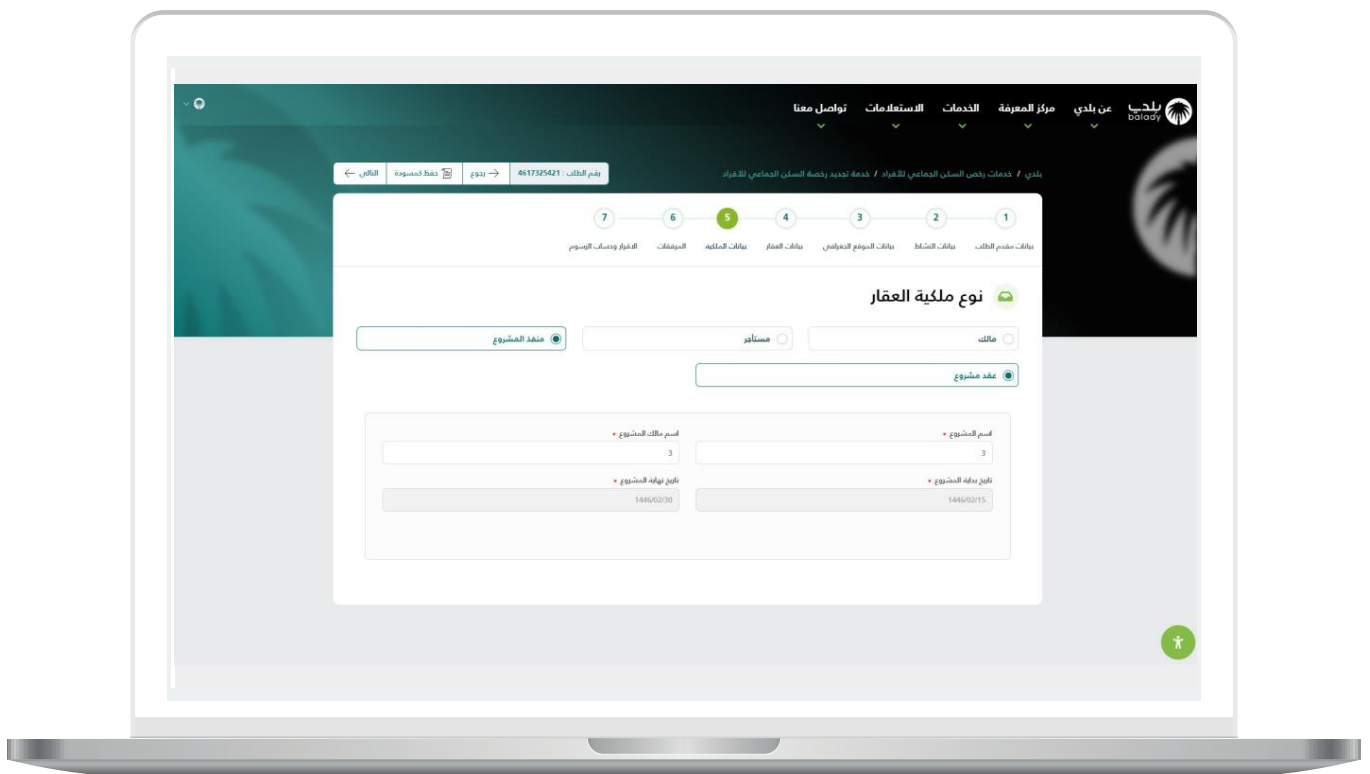 بلدي
balady
عن بلدي
مركز المعرفة
الخدمات
الاستعلامات
تواصل معنا
بلدي / خدمات رخص السكن الجماعي للأفراد / خدمة تجديد رخصة السكن الجماعي للأفراد
رقم الطلب : 4617325421
رجوع
حفظ كمسودة
التالي
1
2
3
4
5
6
7
بيانات مقدم الطلب
بيانات النشاط
بيانات الموقع الجغرافي
بيانات العقار
بيانات الملكية
المرفقات
الاقرار وحساب الرسوم
نوع ملكية العقار
مالك
مستأجر
منفذ المشروع
عقد مشروع
اسم المشروع *
اسم مالك المشروع *
3
3
تاريخ بداية المشروع *
تاريخ نهاية المشروع *
1446/02/15
1446/02/30